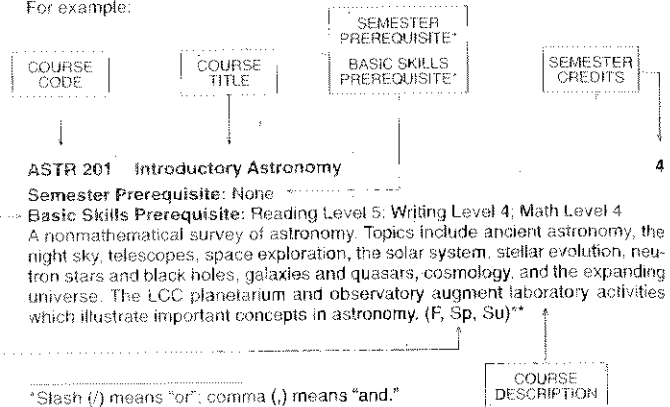 For example:
SEMESTER
PREREQUISITE*
BASIC SKILLS
PREREQUISITE*
COURSE
CODE
COURSE
TITLE
SEMESTER
CREDITS
ASTR 201 Introductory Astronomy 4
Semester Prerequisite: None
Basic Skills Prerequisite: Reading Level 5; Writing Level 4; Math Level 4
A nonmathematical survey of astronomy. Topics include ancient astronomy, the
night sky, telescopes, space exploration, the solar system, stellar evolution, neu-
tron stars and black holes, galaxies and quasars, cosmology, and the expanding
universe. The LCC planetarium and observatory augment laboratory activities
which illustrate important concepts in astronomy. (F, Sp, Su)**
COURSE
DESCRIPTION
*Slash (/) means "or"; comma (,) means "and."